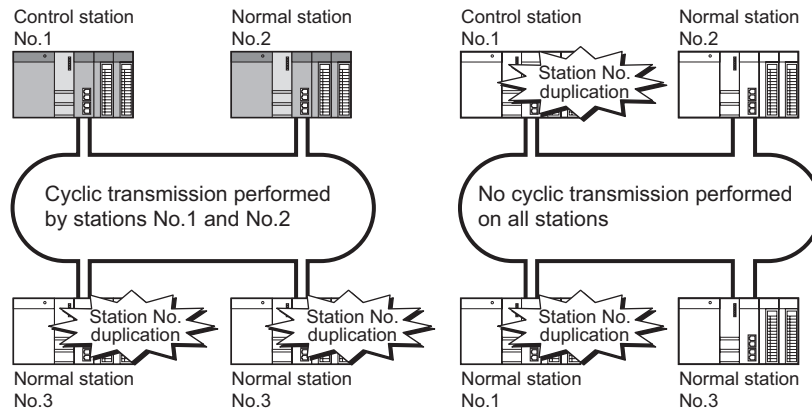 Control station
No.1
Normal station
No.2
Station No.
duplication
Control station
No.1
Normal station
No.2
Cyclic transmission performed
by stations No.1 and No.2
No cyclic transmission performed
on all stations
Station No.
duplication
Station No.
duplication
Station No.
duplication
Normal station
No.3
Normal station
No.3
Normal station
No.1
Normal station
No.3